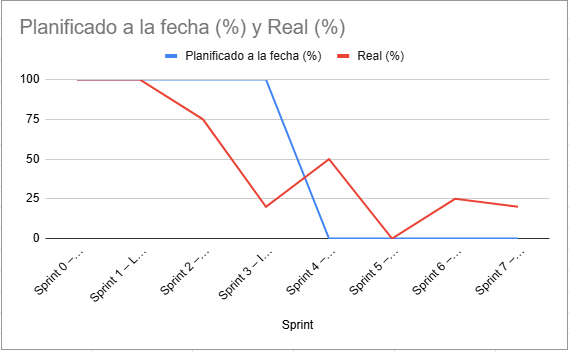 Planificado a la fecha (%) y Real (%)
Planificado a la fecha (%) Real (%)
100
75
50
25
0
Sprint 0 –...
Sprint 1 – L...
Sprint 2 –...
Sprint 3 – I...
Sprint 4 –...
Sprint 5 –...
Sprint 6 –...
Sprint 7 –...
Sprint